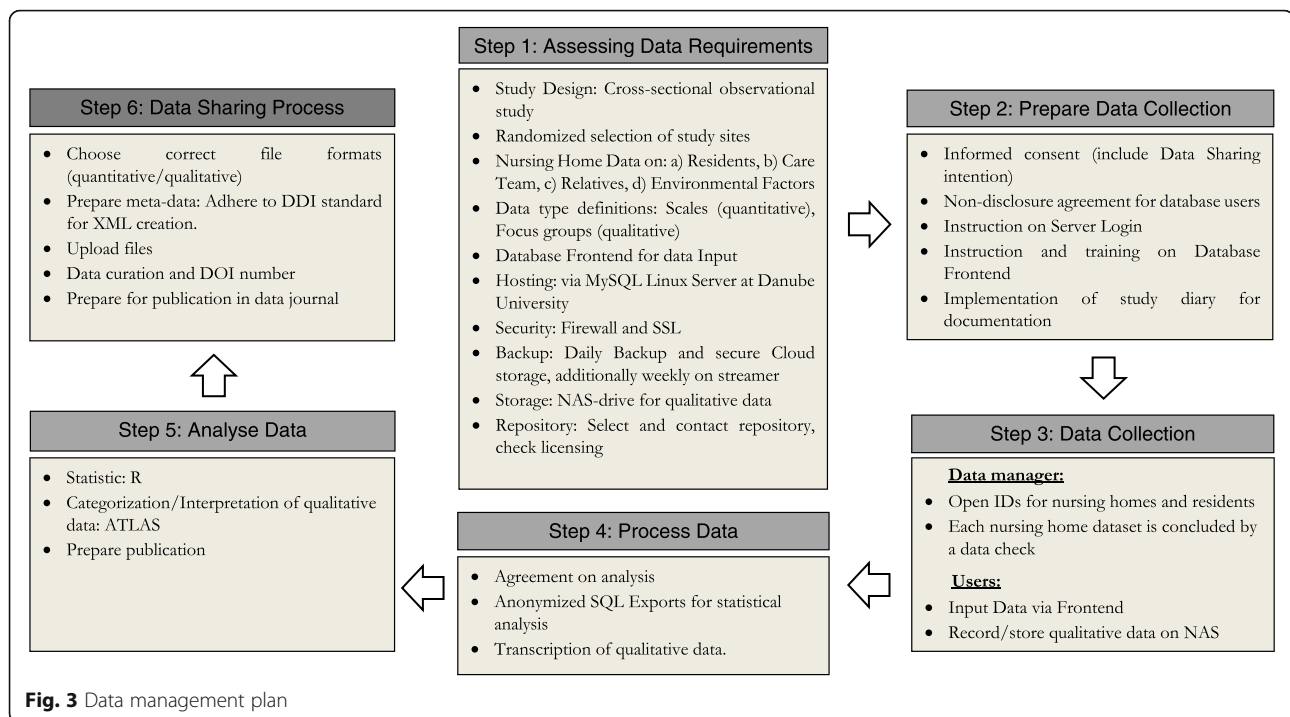 Step 1: Assessing Data Requirements
• Study Design: Cross-sectional observational
study
• Randomized selection of study sites
• Nursing Home Data on: a) Residents, b) Care
Team, c) Relatives, d) Environmental Factors
• Data type definitions: Scales (quantitative),
Focus groups (qualitative)
• Database Frontend for data Input
• Hosting: via MySQL Linux Server at Danube
University
• Security: Firewall and SSL
• Backup: Daily Backup and secure Cloud
storage, additionally weekly on streamer
• Storage: NAS-drive for qualitative data
• Repository: Select and contact repository,
check licensing
Step 2: Prepare Data Collection
• Informed consent (include Data Sharing
intention)
• Non-disclosure agreement for database users
• Instruction on Server Login
• Instruction and training on Database
Frontend
• Implementation of study diary for
documentation
Step 3: Data Collection
Data manager:
• Open IDs for nursing homes and residents
• Each nursing home dataset is concluded by
a data check
Users:
• Input Data via Frontend
• Record/store qualitative data on NAS
Step 4: Process Data
• Agreement on analysis
• Anonymized SQL Exports for statistical
analysis
• Transcription of qualitative data.
Step 5: Analyse Data
• Statistic: R
• Categorization/Interpretation of qualitative
data: ATLAS
• Prepare publication
Step 6: Data Sharing Process
• Choose correct file formats
(quantitative/qualitative)
• Prepare meta-data: Adhere to DDI standard
for XML creation.
• Upload files
• Data curation and DOI number
• Prepare for publication in data journal
Fig. 3 Data management plan